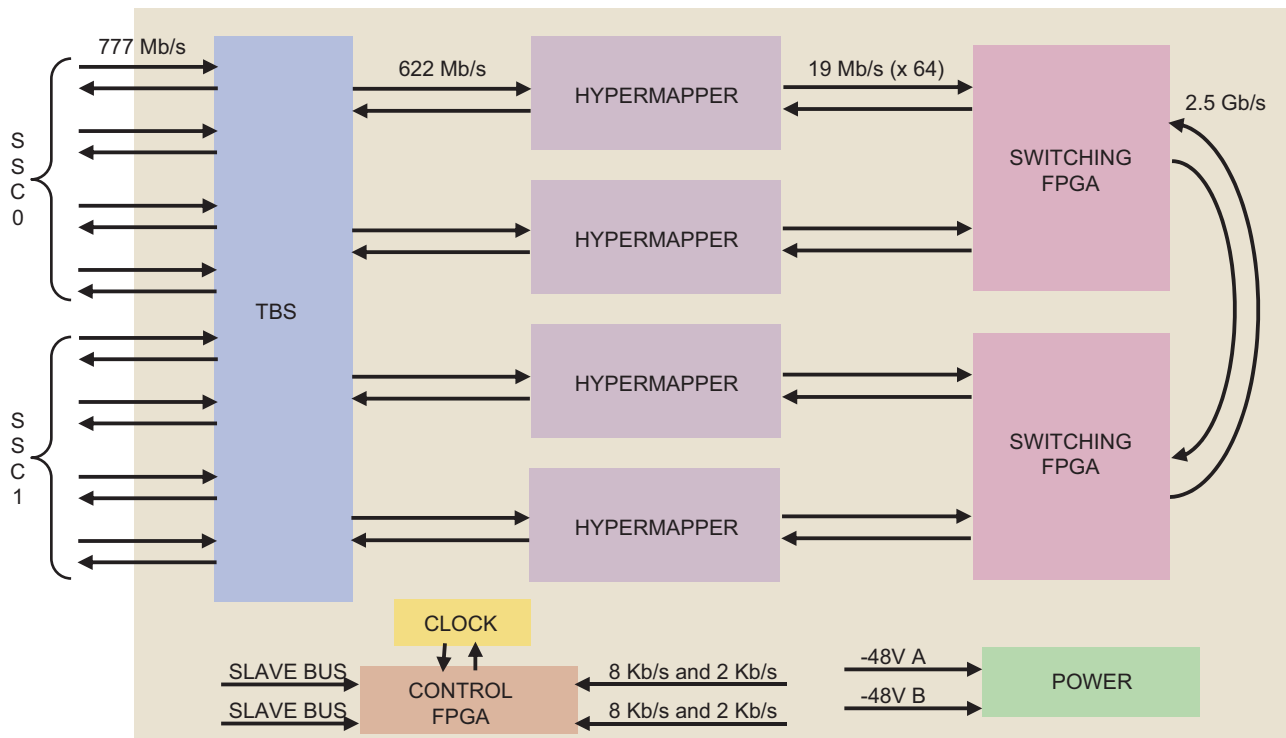 777 Mb/s
622 Mb/s
HYPERMAPPER
19 Mb/s (x 64)
2.5 Gb/s
S
S
C
0
SWITCHING
FPGA
HYPERMAPPER
TBS
HYPERMAPPER
S
S
C
1
SWITCHING
FPGA
HYPERMAPPER
CLOCK
SLAVE BUS
SLAVE BUS
CONTROL
FPGA
8 Kb/s and 2 Kb/s
8 Kb/s and 2 Kb/s
-48V A
-48V B
POWER